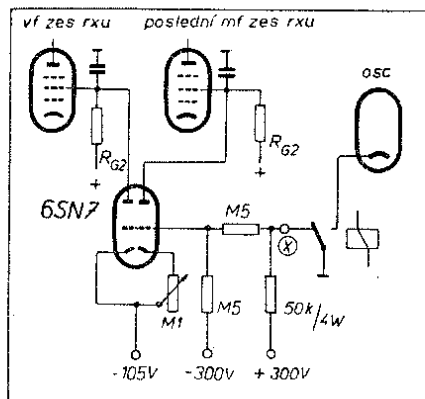 vf zes rxu
poslední mf zes rxu
osc
R_G2
R_G2
+
+
6SN7
M5
X
M1
M5
50k/4W
-105V
-300V
+300V